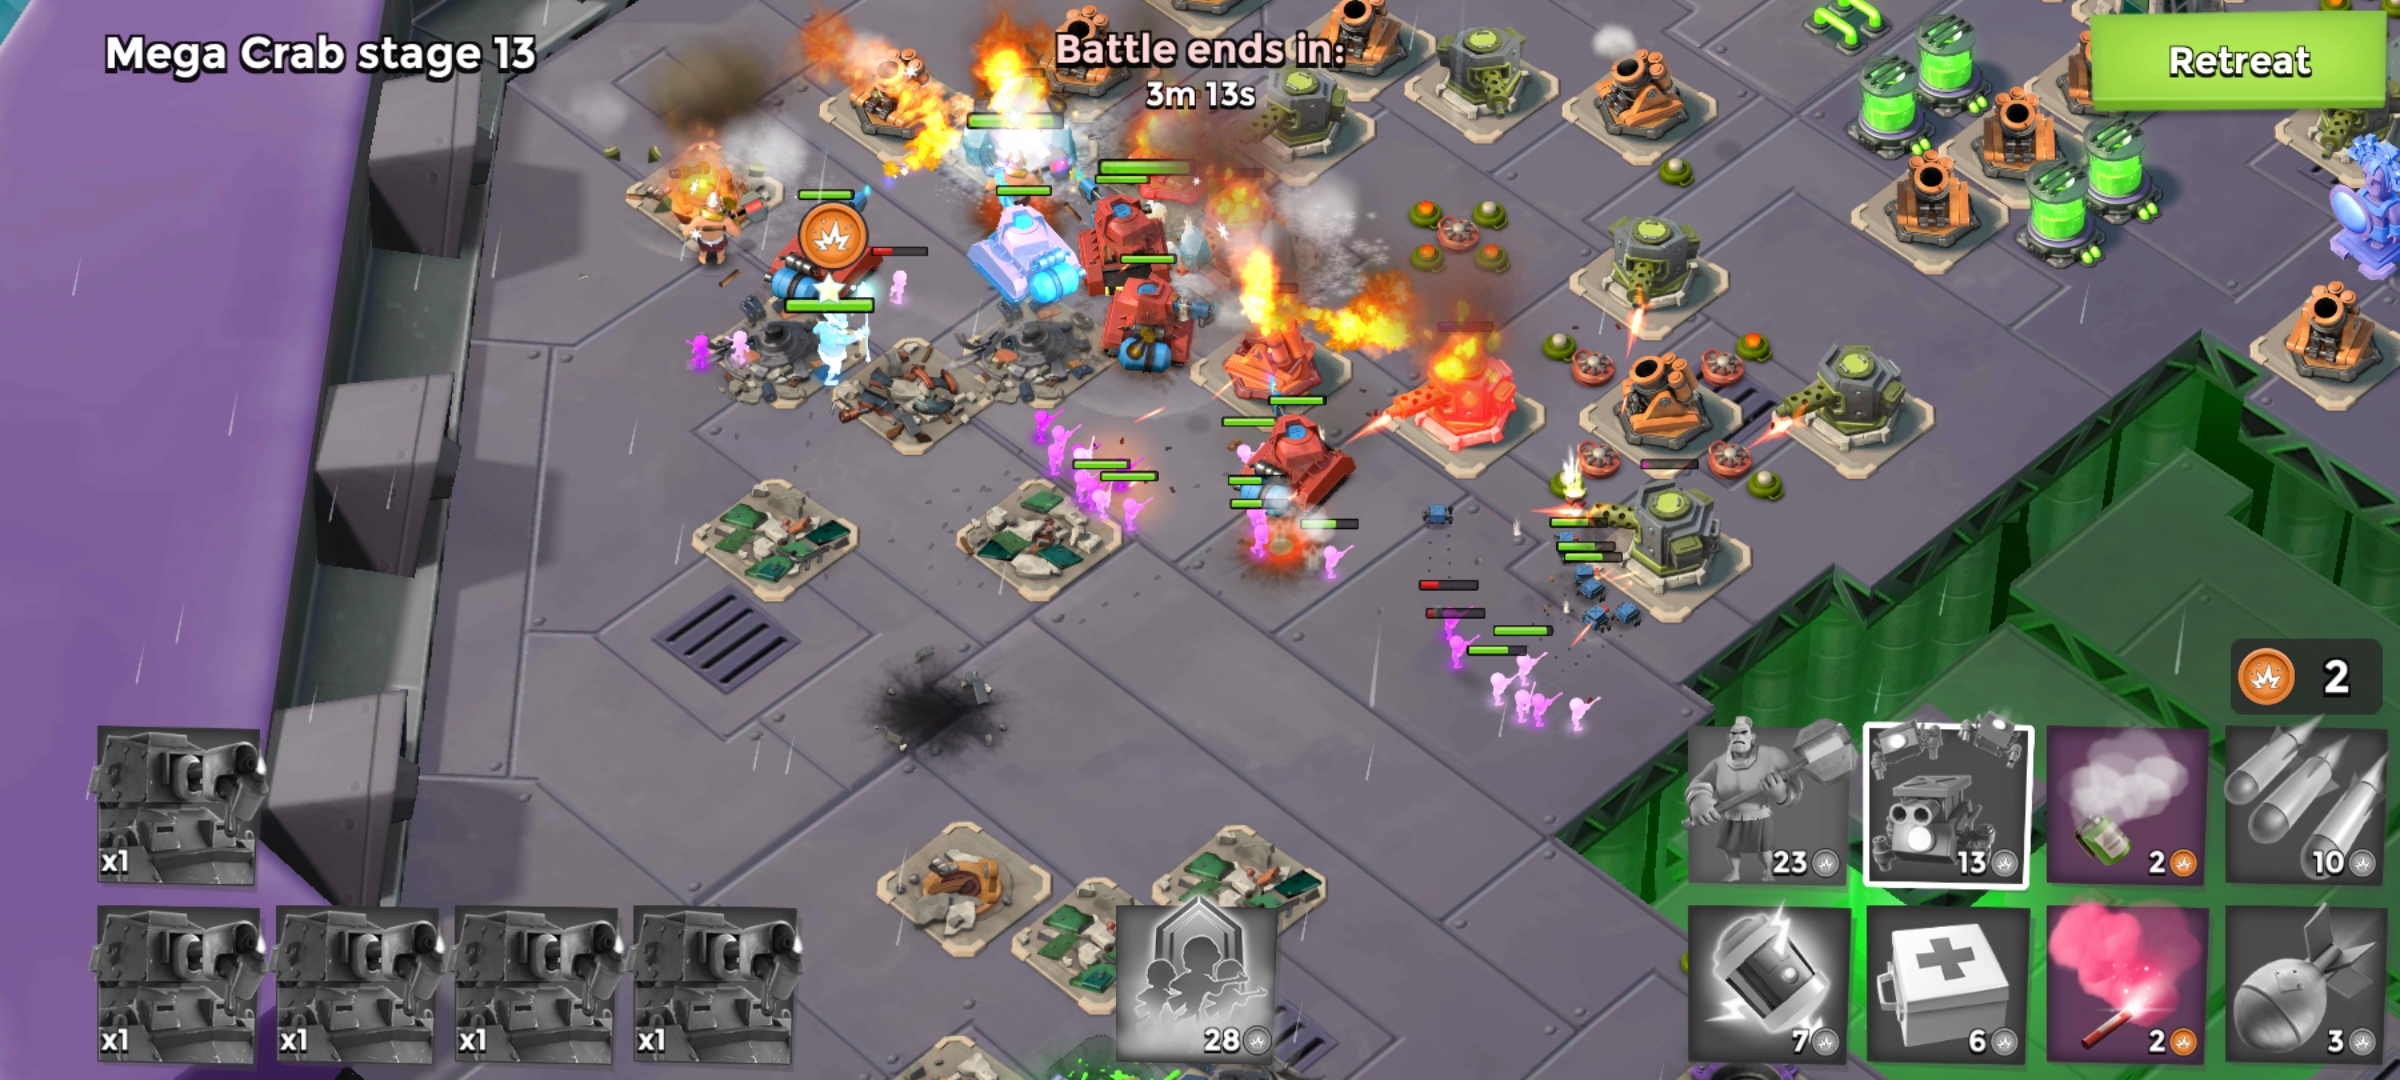 Mega Crab stage 13
Battle ends in:
3m 13s
Retreat
2
23
13
2
10
7
6
2
3
28
x1
x1
x1
x1
x1